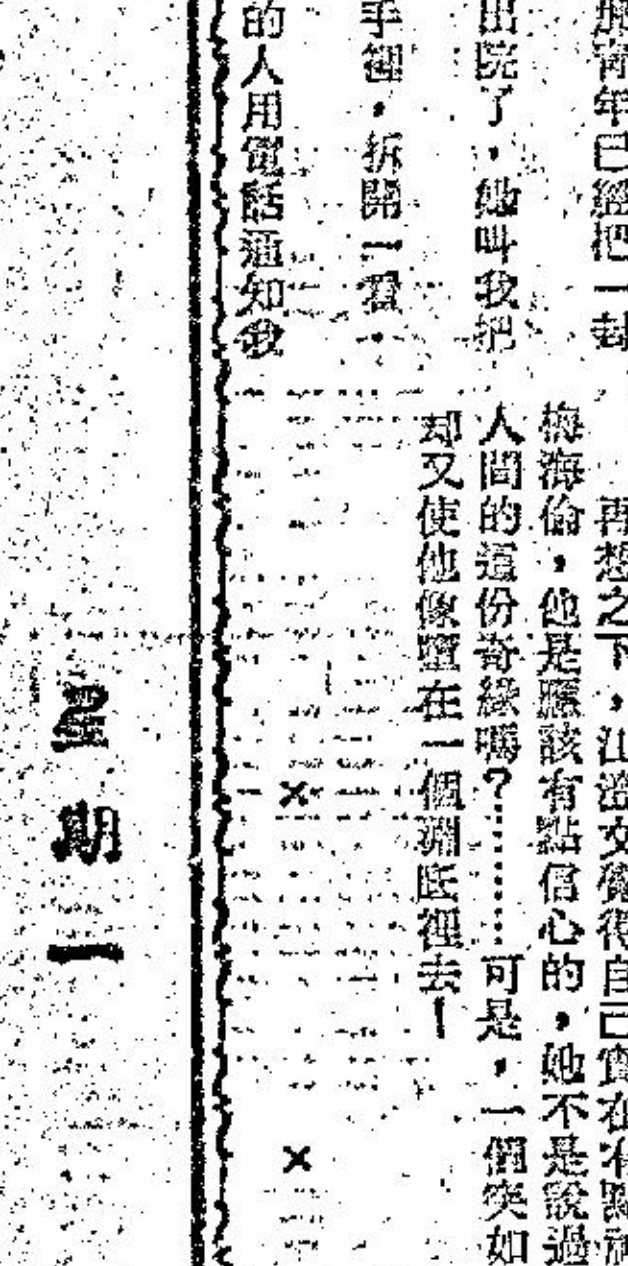 青年已經把一封
出院了，她叫我把
手裡，拆開一看，
的人用電話通知我
再想之下，江澄文覺得自己實在有點
梅海倫，他是應該有點信心的，她不是說過
人間的這份奇緣嗎？………可是，一個突如
却又使他像墮在一個淵底裡去！
×　×
星期一